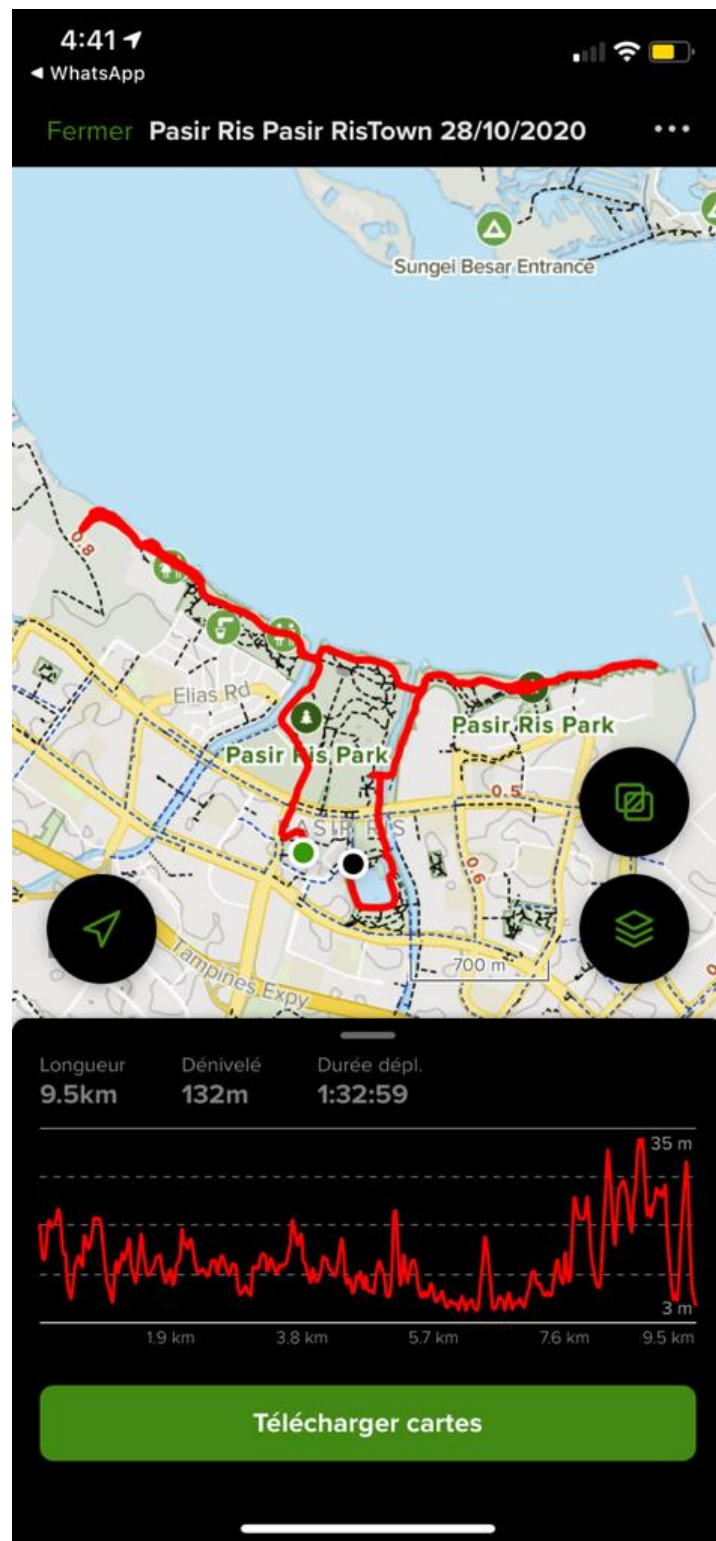 4:41
WhatsApp
Fermer Pasir Ris Pasir RisTown 28/10/2020
Sungei Besar Entrance
0.8
Elias Rd
Pasir Ris Park
Pasir Ris Park
0.5
0.6
700 m
Tampines Expy
Longueur Dénivelé Durée dépl.
9.5km 132m 1:32:59
35 m
3 m
1.9 km 3.8 km 5.7 km 7.6 km 9.5 km
Télécharger cartes